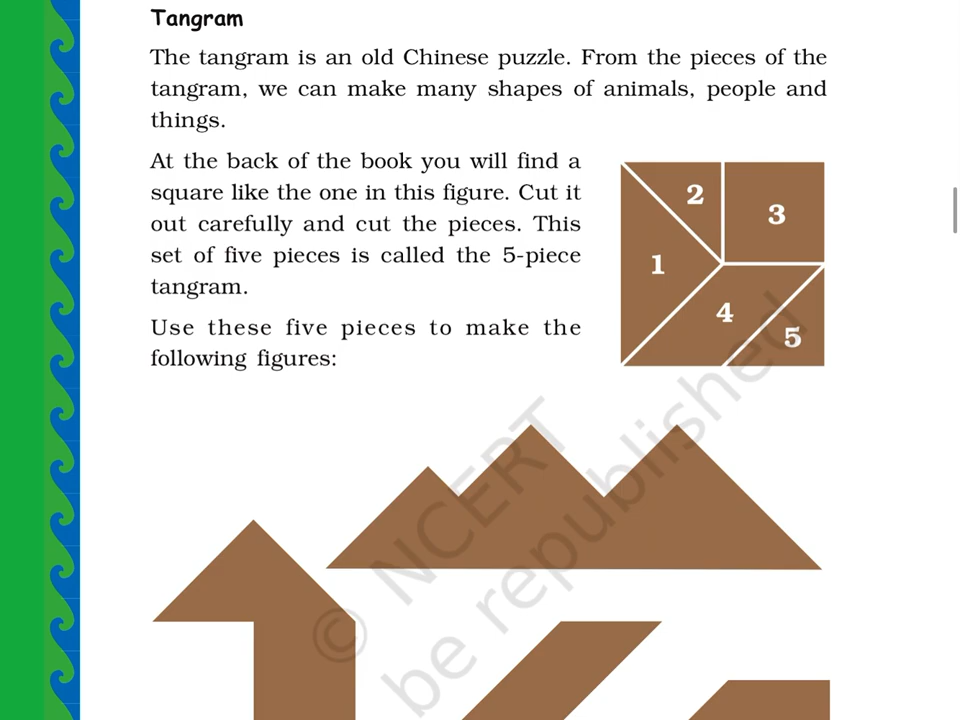 Tangram
The tangram is an old Chinese puzzle. From the pieces of the
tangram, we can make many shapes of animals, people and
things.
At the back of the book you will find a
square like the one in this figure. Cut it
out carefully and cut the pieces. This
set of five pieces is called the 5-piece
tangram.
Use these five pieces to make the
following figures:
2
3
1
4
5
© NCERT
be republished